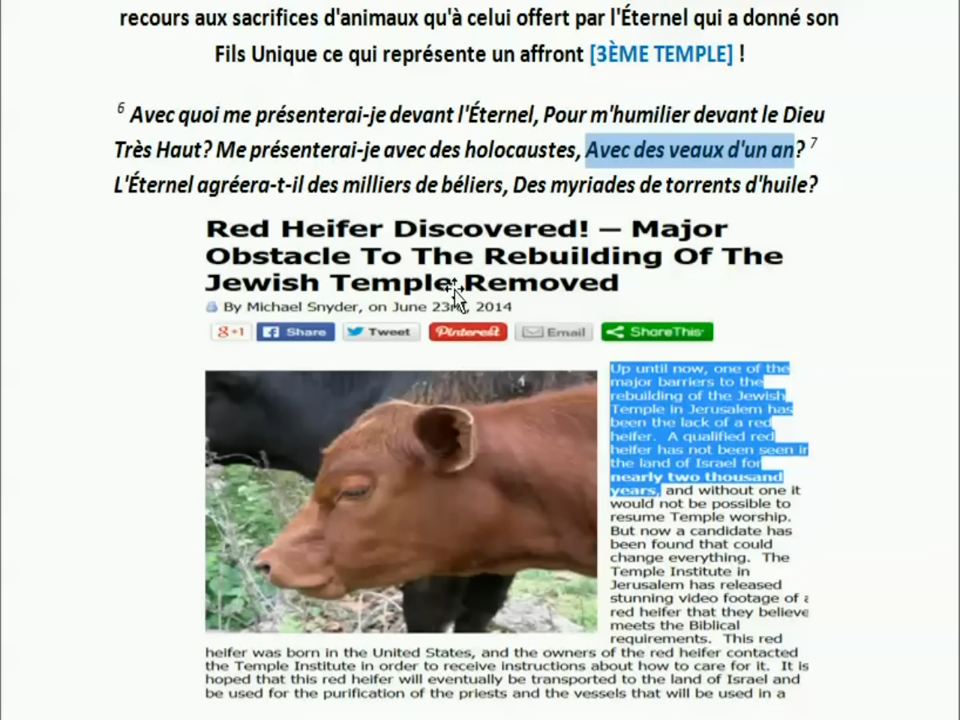 recours aux sacrifices d'animaux qu'à celui offert par l'Éternel qui a donné son
Fils Unique ce qui représente un affront [3ÈME TEMPLE] !
6 Avec quoi me présenterai-je devant l'Éternel, Pour m'humilier devant le Dieu
Très Haut? Me présenterai-je avec des holocaustes, Avec des veaux d'un an? 7
L'Éternel agréera-t-il des milliers de béliers, Des myriades de torrents d'huile?
Red Heifer Discovered! — Major
Obstacle To The Rebuilding Of The
Jewish Temple Removed
By Michael Snyder, on June 23rd, 2014
g+1 Share Tweet Pinterest Email ShareThis
Up until now, one of the
major barriers to the
rebuilding of the Jewish
Temple in Jerusalem has
been the lack of a red
heifer. A qualified red
heifer has not been seen in
the land of Israel for
nearly two thousand
years, and without one it
would not be possible to
resume Temple worship.
But now a candidate has
been found that could
change everything. The
Temple Institute in
Jerusalem has released
stunning video footage of a
red heifer that they believe
meets the Biblical
requirements. This red
heifer was born in the United States, and the owners of the red heifer contacted
the Temple Institute in order to receive instructions about how to care for it. It is
hoped that this red heifer will eventually be transported to the land of Israel and
be used for the purification of the priests and the vessels that will be used in a